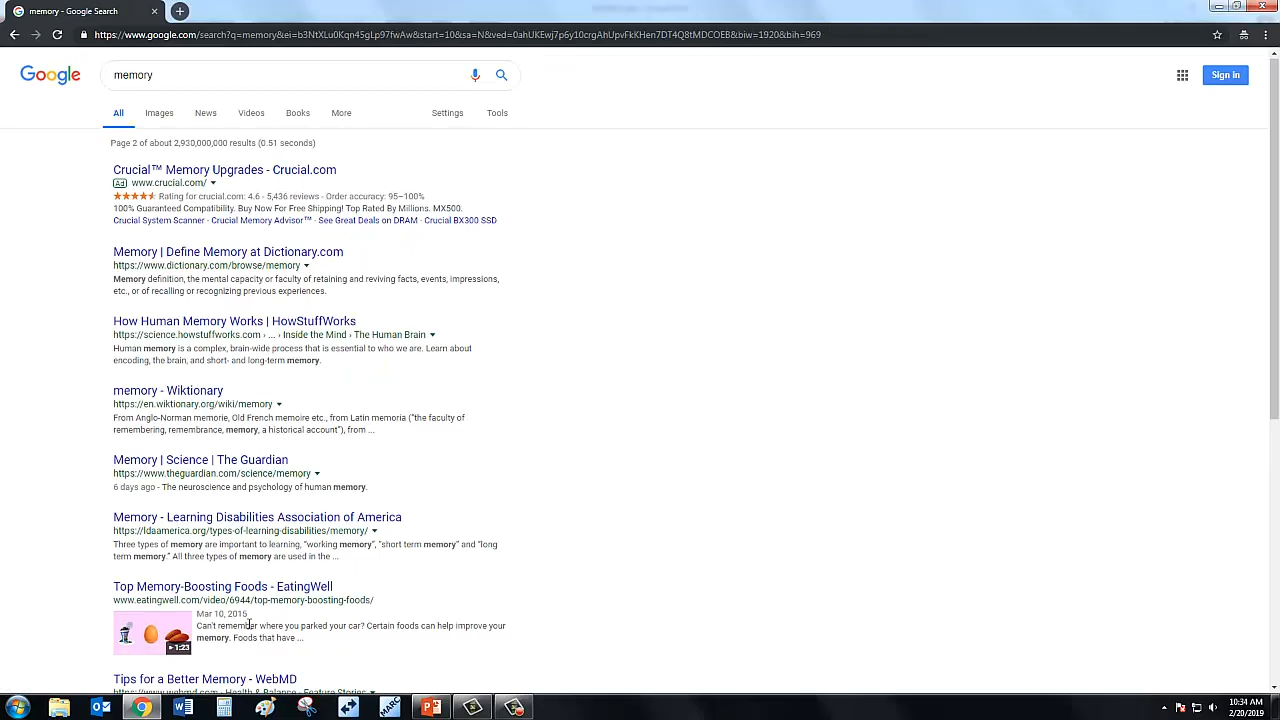 memory - Google Search
https://www.google.com/search?q=memory&ei=b3NtXLu0Kqn45gLp97fwAw&start=10&sa=N&ved=0ahUKEwj7p6y10crgAhUpvFkKHen7DT4Q8tMDCOEB&biw=1920&bih=969
Google
memory
Sign in
All Images News Videos Books More Settings Tools
Page 2 of about 2,930,000,000 results (0.51 seconds)
Crucial™ Memory Upgrades - Crucial.com
Ad www.crucial.com/
Rating for crucial.com: 4.6 - 5,436 reviews - Order accuracy: 95–100%
100% Guaranteed Compatibility. Buy Now For Free Shipping! Top Rated By Millions. MX500.
Crucial System Scanner · Crucial Memory Advisor™ · See Great Deals on DRAM · Crucial BX300 SSD
Memory | Define Memory at Dictionary.com
https://www.dictionary.com/browse/memory
Memory definition, the mental capacity or faculty of retaining and reviving facts, events, impressions,
etc., or of recalling or recognizing previous experiences.
How Human Memory Works | HowStuffWorks
https://science.howstuffworks.com › ... › Inside the Mind › The Human Brain
Human memory is a complex, brain-wide process that is essential to who we are. Learn about
encoding, the brain, and short- and long-term memory.
memory - Wiktionary
https://en.wiktionary.org/wiki/memory
From Anglo-Norman memorie, Old French memoire etc., from Latin memoria ("the faculty of
remembering, remembrance, memory, a historical account"), from ...
Memory | Science | The Guardian
https://www.theguardian.com/science/memory
6 days ago - The neuroscience and psychology of human memory.
Memory - Learning Disabilities Association of America
https://ldaamerica.org/types-of-learning-disabilities/memory/
Three types of memory are important to learning, "working memory", "short term memory" and "long
term memory." All three types of memory are used in the ...
Top Memory-Boosting Foods - EatingWell
www.eatingwell.com/video/6944/top-memory-boosting-foods/
Mar 10, 2015
Can't remember where you parked your car? Certain foods can help improve your
memory. Foods that have ...
1:23
Tips for a Better Memory - WebMD
https://www.webmd.com › Health & Balance › Feature Stories
MARC
10:34 AM
2/20/2019